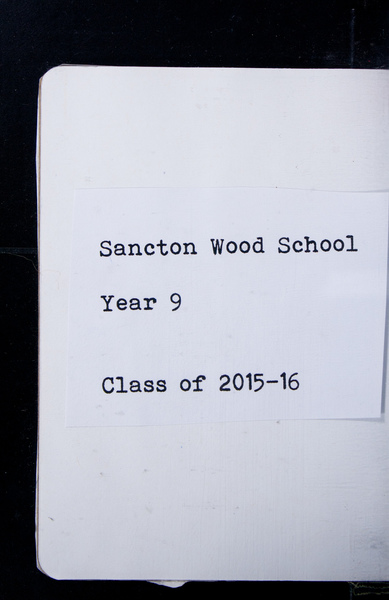 Sancton Wood School
Year 9
Class of 2015-16